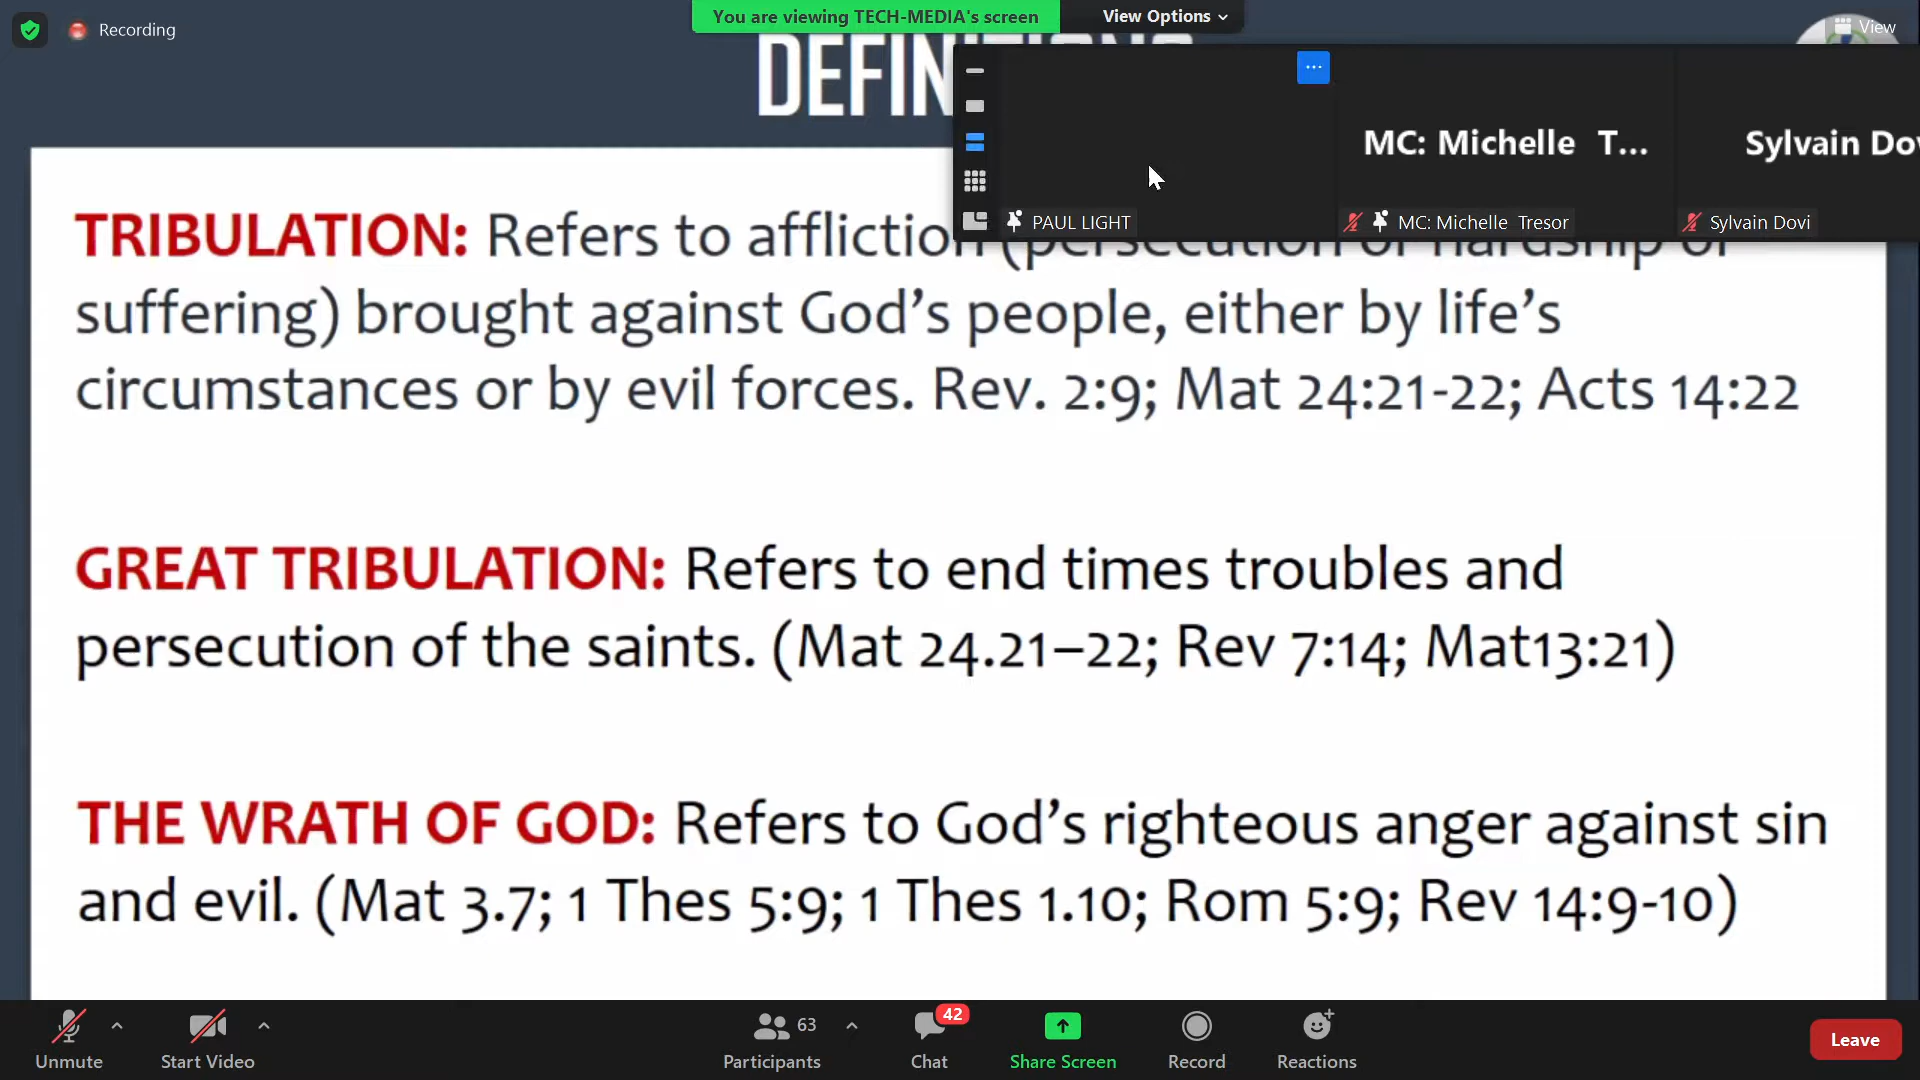 Recording
You are viewing TECH-MEDIA's screen
View Options
View
MC: Michelle T...
PAUL LIGHT
MC: Michelle Tresor
Sylvain Dovi
TRIBULATION: Refers to affliction (persecution or hardship or
suffering) brought against God’s people, either by life’s
circumstances or by evil forces. Rev. 2:9; Mat 24:21-22; Acts 14:22
GREAT TRIBULATION: Refers to end times troubles and
persecution of the saints. (Mat 24.21–22; Rev 7:14; Mat13:21)
THE WRATH OF GOD: Refers to God’s righteous anger against sin
and evil. (Mat 3.7; 1 Thes 5:9; 1 Thes 1.10; Rom 5:9; Rev 14:9-10)
Unmute
Start Video
63
Participants
42
Chat
Share Screen
Record
Reactions
Leave